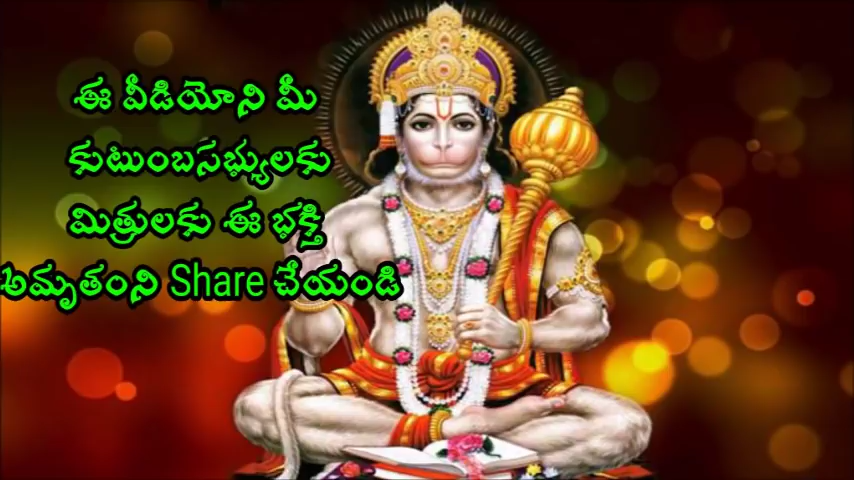 ఈ వీడియోని మీ
కుటుంబసభ్యులకు
మిత్రులకు ఈ భక్తి
అమృతంని Share చేయండి